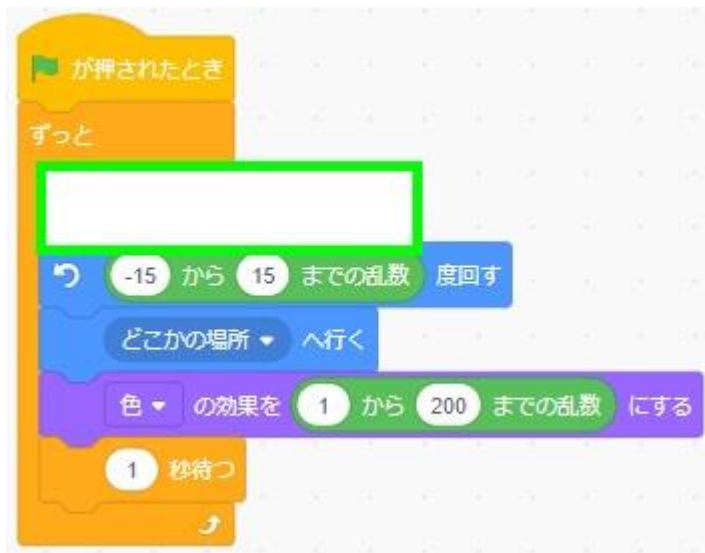 が押されたとき
ずっと
-15 から 15 までの乱数 度回す
どこかの場所 へ行く
色 の効果を 1 から 200 までの乱数 にする
1 秒待つ